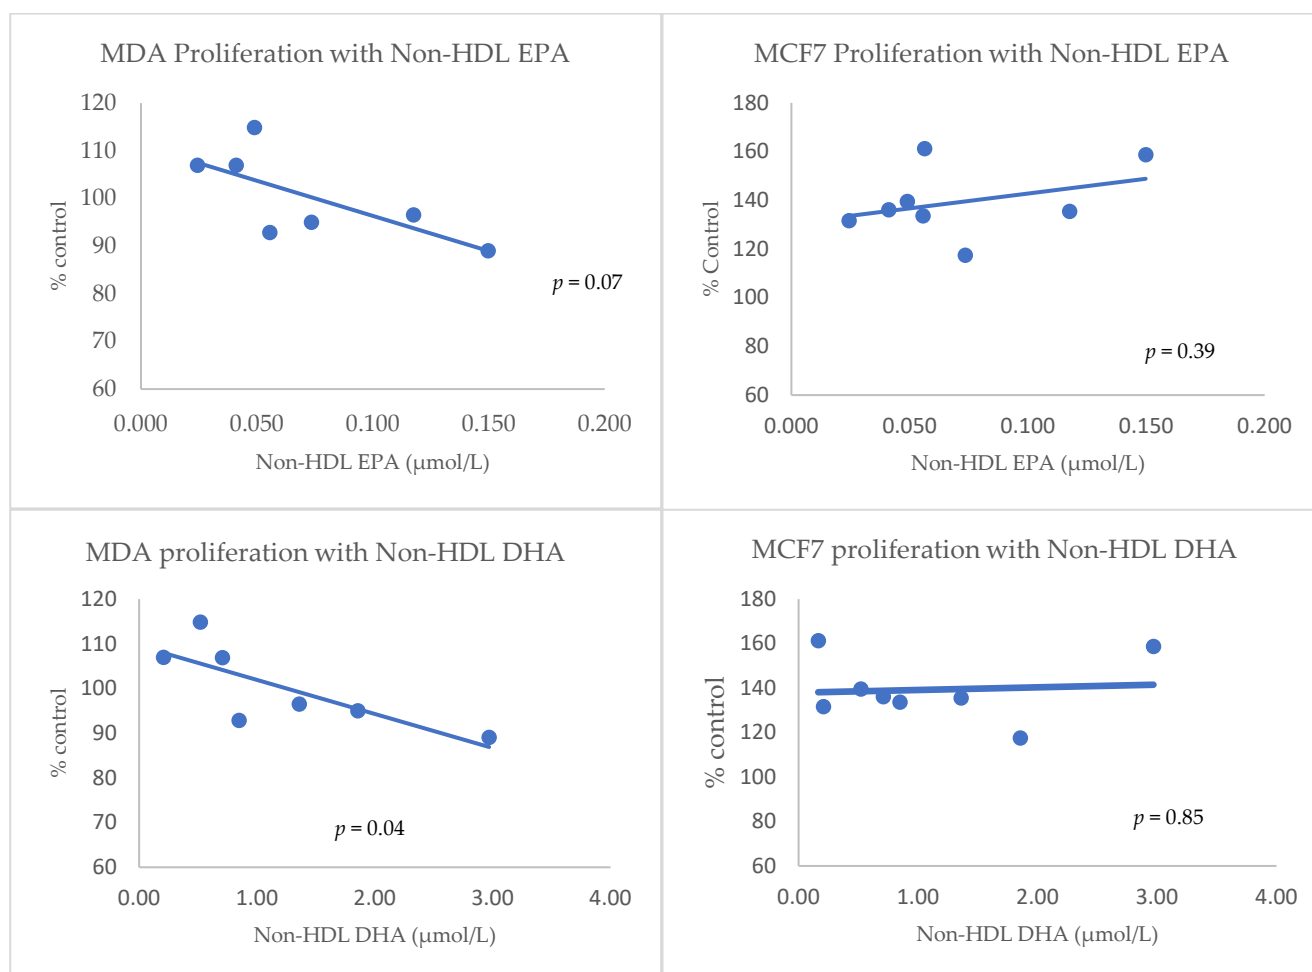 MDA Proliferation with Non-HDL EPA
120
110
100
90
80
70
60
% control
p = 0.07
0.000 0.050 0.100 0.150 0.200
Non-HDL EPA (µmol/L)
MCF7 Proliferation with Non-HDL EPA
180
160
140
120
100
80
60
% Control
p = 0.39
0.000 0.050 0.100 0.150 0.200
Non-HDL EPA (µmol/L)
MDA proliferation with Non-HDL DHA
120
110
100
90
80
70
60
% control
p = 0.04
0.00 1.00 2.00 3.00 4.00
Non-HDL DHA (µmol/L)
MCF7 proliferation with Non-HDL DHA
180
160
140
120
100
80
60
% control
p = 0.85
0.00 1.00 2.00 3.00 4.00
Non-HDL DHA (µmol/L)